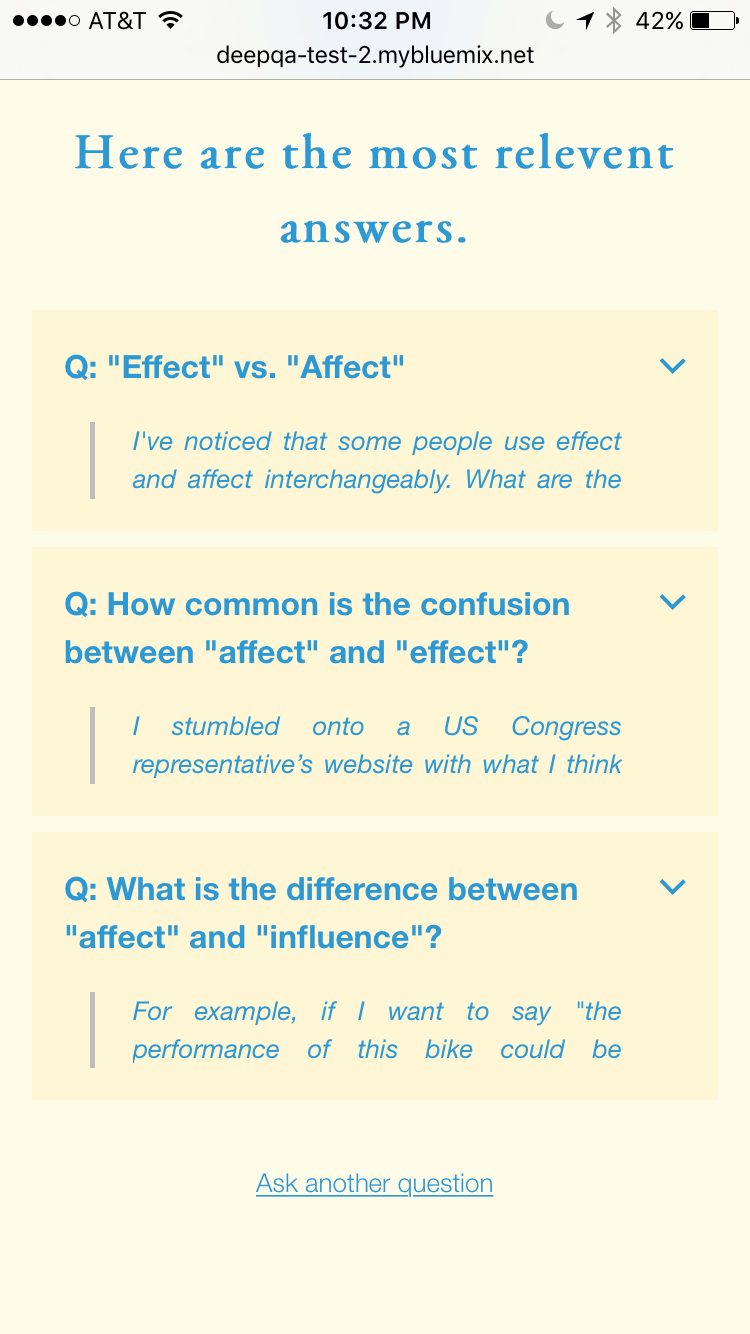 AT&T 10:32 PM 42%
deepqa-test-2.mybluemix.net
Here are the most relevent
answers.
Q: "Effect" vs. "Affect"
I've noticed that some people use effect
and affect interchangeably. What are the
Q: How common is the confusion
between "affect" and "effect"?
I stumbled onto a US Congress
representative’s website with what I think
Q: What is the difference between
"affect" and "influence"?
For example, if I want to say "the
performance of this bike could be
Ask another question